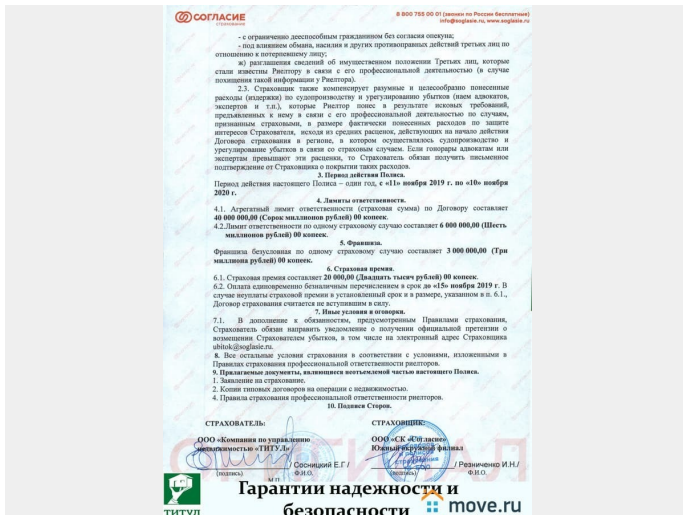 СОГЛАСИЕ
СТРАХОВАНИЕ
8 800 755 00 01 (звонок по России бесплатные)
info@soglasie.ru, www.soglasie.ru
- с ограниченно дееспособным гражданином без согласия опекуна;
- под влиянием обмана, насилия и других противоправных действий третьих лиц по
отношению к потерпевшему лицу;
ж) разглашения сведений об имущественном положении Третьих лиц, которые
стали известны Риелтору в связи с его профессиональной деятельностью (в случае
похищения такой информации у Риелтора).
2.3. Страховщик также компенсирует разумные и целесообразно понесенные
расходы (издержки) по судопроизводству и урегулированию убытков (наем адвокатов,
экспертов и т.п.), которые Риелтор понес в результате исковых требований,
предъявленных к нему в связи с его профессиональной деятельностью по случаям,
признанным страховыми, в размере фактически понесенных расходов по защите
интересов Страхователя, исходя из средних расценок, действующих на начало действия
Договора страхования в регионе, в котором осуществлялось судопроизводство и
урегулирование убытков в связи со страховым случаем. Если гонорары адвокатам или
экспертам превышают эти расценки, то Страхователь обязан получить письменное
подтверждение от Страховщика о покрытии таких расходов.
3. Период действия Полиса.
Период действия настоящего Полиса – один год, с «11» ноября 2019 г. по «10» ноября
2020 г.
4. Лимиты ответственности.
4.1. Агрегатный лимит ответственности (страховая сумма) по Договору составляет
40 000 000,00 (Сорок миллионов рублей) 00 копеек.
4.2.Лимит ответственности по одному страховому случаю составляет 6 000 000,00 (Шесть
миллионов рублей) 00 копеек.
5. Франшиза.
Франшиза безусловная по одному страховому случаю составляет 3 000 000,00 (Три
миллиона рублей) 00 копеек.
6. Страховая премия.
6.1. Страховая премия составляет 20 000,00 (Двадцать тысяч рублей) 00 копеек.
6.2. Оплата единовременно безналичным перечислением в срок до «15» ноября 2019 г. В
случае неуплаты страховой премии в установленный срок и в размере, указанном в п. 6.1.,
Договор страхования считается не вступившим в силу.
7. Иные условия и оговорки.
7.1. В дополнение к обязанностям, предусмотренным Правилами страхования,
Страхователь обязан направить уведомление о получении официальной претензии о
возмещении Страхователем убытков, в том числе на электронный адрес Страховщика
ubitok@soglasie.ru.
8. Все остальные условия страхования в соответствии с условиями, изложенными в
Правилах страхования профессиональной ответственности риелторов.
9. Прилагаемые документы, являющиеся неотъемлемой частью настоящего Полиса.
1. Заявление на страхование.
2. Копии типовых договоров на операции с недвижимостью.
4. Правила страхования профессиональной ответственности риелторов.
10. Подписи Сторон.
СТРАХОВАТЕЛЬ: СТРАХОВЩИК:
ООО «Компания по управлению ООО «СК «Согласие»
недвижимостью «ТИТУЛ» Южный окружной филиал
/ Сосницкий Е.Г / / Резниченко И.Н./
(подпись) Ф.И.О. (подпись) Ф.И.О.
М.П.
Гарантии надежности и
безопасности
ТИТУЛ
move.ru